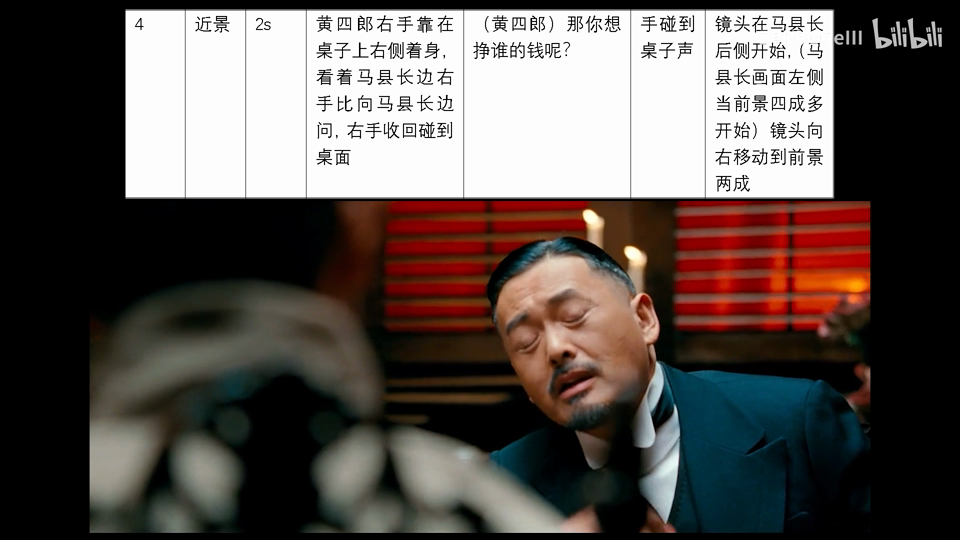 4
近景
2s
黄四郎右手靠在
桌子上右侧着身，
看着马县长边右
手比向马县长边
问，右手收回碰到
桌面
（黄四郎）那你想
挣谁的钱呢？
手碰到
桌子声
镜头在马县长
后侧开始，（马
县长画面左侧
当前景四成多
开始）镜头向
右移动到前景
两成
bilibili